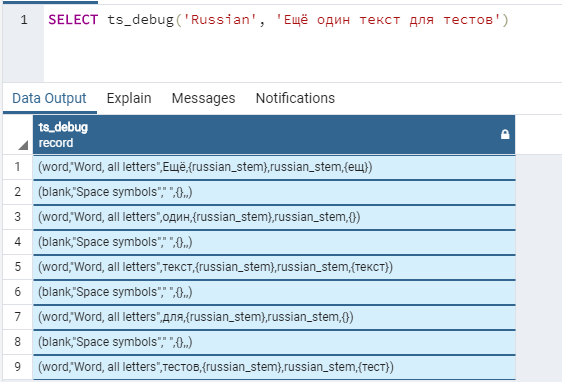 1 SELECT ts_debug('Russian', 'Ещё один текст для тестов')
Data Output Explain Messages Notifications
ts_debug
record
1 (word,"Word, all letters",Ещё,{russian_stem},russian_stem,{ещ})
2 (blank,"Space symbols"," ",{},,)
3 (word,"Word, all letters",один,{russian_stem},russian_stem,{})
4 (blank,"Space symbols"," ",{},,)
5 (word,"Word, all letters",текст,{russian_stem},russian_stem,{текст})
6 (blank,"Space symbols"," ",{},,)
7 (word,"Word, all letters",для,{russian_stem},russian_stem,{})
8 (blank,"Space symbols"," ",{},,)
9 (word,"Word, all letters",тестов,{russian_stem},russian_stem,{тест})